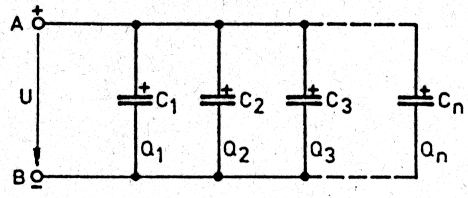 A +
U
+ C1 + C2 + C3 + Cn
Q1 Q2 Q3 Qn
B −